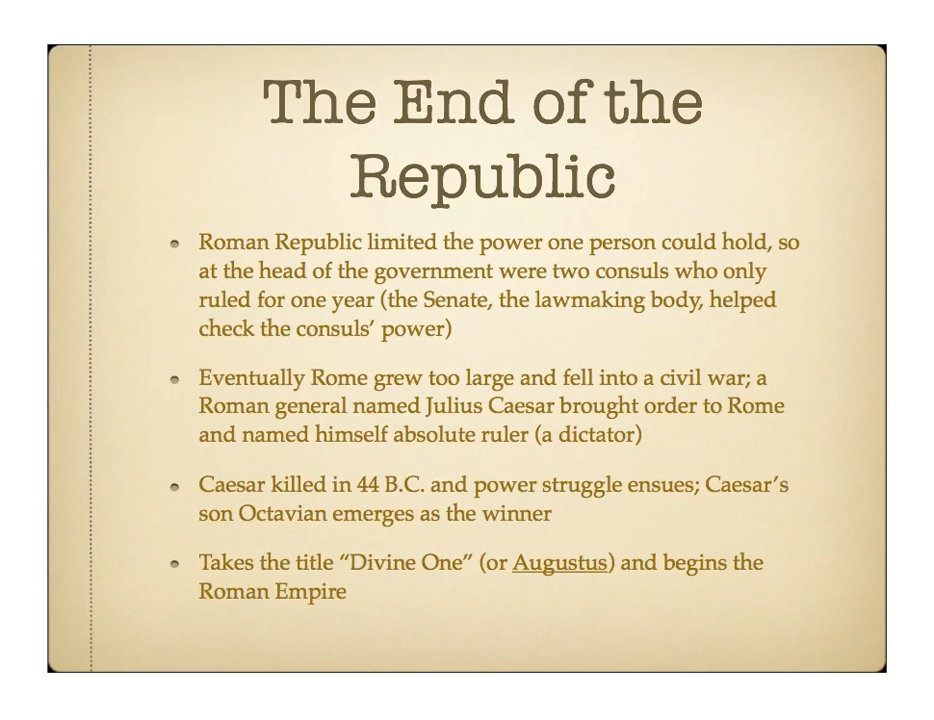 The End of the
Republic
Roman Republic limited the power one person could hold, so
at the head of the government were two consuls who only
ruled for one year (the Senate, the lawmaking body, helped
check the consuls' power)
Eventually Rome grew too large and fell into a civil war; a
Roman general named Julius Caesar brought order to Rome
and named himself absolute ruler (a dictator)
Caesar killed in 44 B.C. and power struggle ensues; Caesar's
son Octavian emerges as the winner
Takes the title “Divine One” (or Augustus) and begins the
Roman Empire